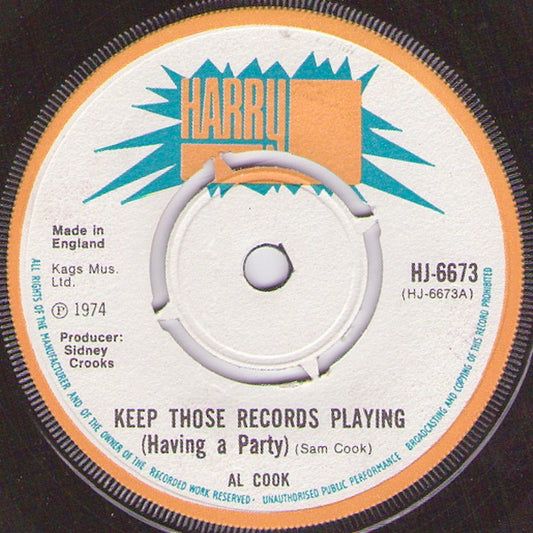 HARRY
Made in
England
Kags Mus.
Ltd.
℗ 1974
Producer:
Sidney
Crooks
HJ-6673
(HJ-6673A)
KEEP THOSE RECORDS PLAYING
(Having a Party) (Sam Cook)
AL COOK
ALL RIGHTS OF THE MANUFACTURER AND OF THE OWNER OF THE RECORDED WORK RESERVED · UNAUTHORISED PUBLIC PERFORMANCE BROADCASTING AND COPYING OF THIS RECORD PROHIBITED